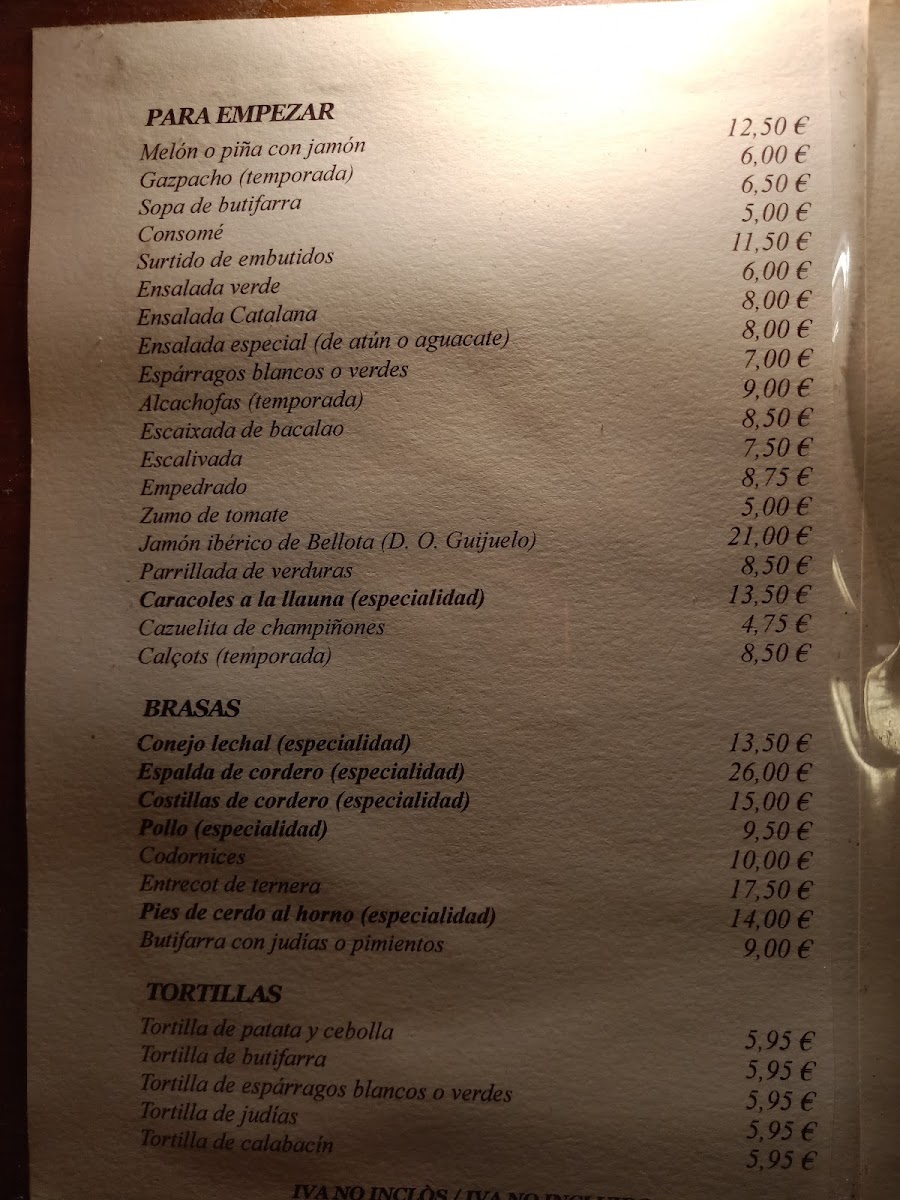 PARA EMPEZAR
Melón o piña con jamón 12,50 €
Gazpacho (temporada) 6,00 €
Sopa de butifarra 6,50 €
Consomé 5,00 €
Surtido de embutidos 11,50 €
Ensalada verde 6,00 €
Ensalada Catalana 8,00 €
Ensalada especial (de atún o aguacate) 8,00 €
Espárragos blancos o verdes 7,00 €
Alcachofas (temporada) 9,00 €
Escaixada de bacalao 8,50 €
Escalivada 7,50 €
Empedrado 8,75 €
Zumo de tomate 5,00 €
Jamón ibérico de Bellota (D. O. Guijuelo) 21,00 €
Parrillada de verduras 8,50 €
Caracoles a la llauna (especialidad) 13,50 €
Cazuelita de champiñones 4,75 €
Calçots (temporada) 8,50 €
BRASAS
Conejo lechal (especialidad) 13,50 €
Espalda de cordero (especialidad) 26,00 €
Costillas de cordero (especialidad) 15,00 €
Pollo (especialidad) 9,50 €
Codornices 10,00 €
Entrecot de ternera 17,50 €
Pies de cerdo al horno (especialidad) 14,00 €
Butifarra con judías o pimientos 9,00 €
TORTILLAS
Tortilla de patata y cebolla 5,95 €
Tortilla de butifarra 5,95 €
Tortilla de espárragos blancos o verdes 5,95 €
Tortilla de judías 5,95 €
Tortilla de calabacín 5,95 €
IVA NO INCLÒS / IVA NO INCLUIDO